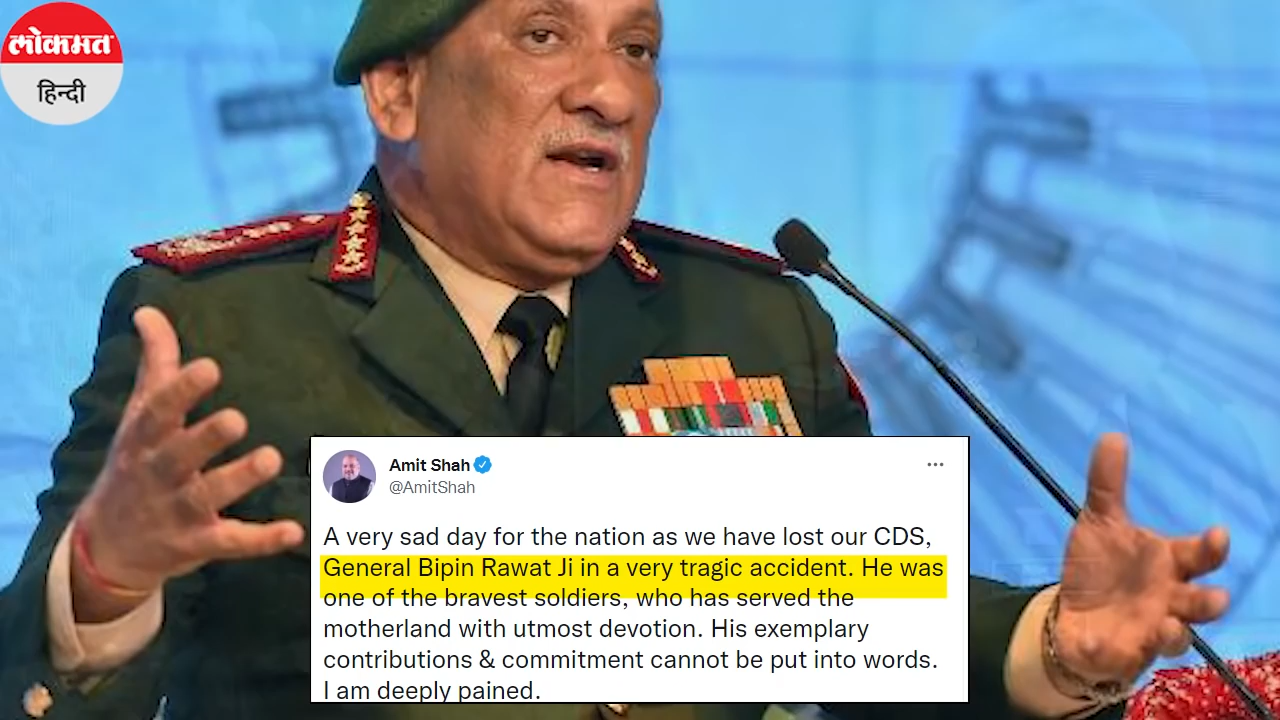 लोकमत
हिन्दी
Amit Shah
@AmitShah
A very sad day for the nation as we have lost our CDS,
General Bipin Rawat Ji in a very tragic accident. He was
one of the bravest soldiers, who has served the
motherland with utmost devotion. His exemplary
contributions & commitment cannot be put into words.
I am deeply pained.